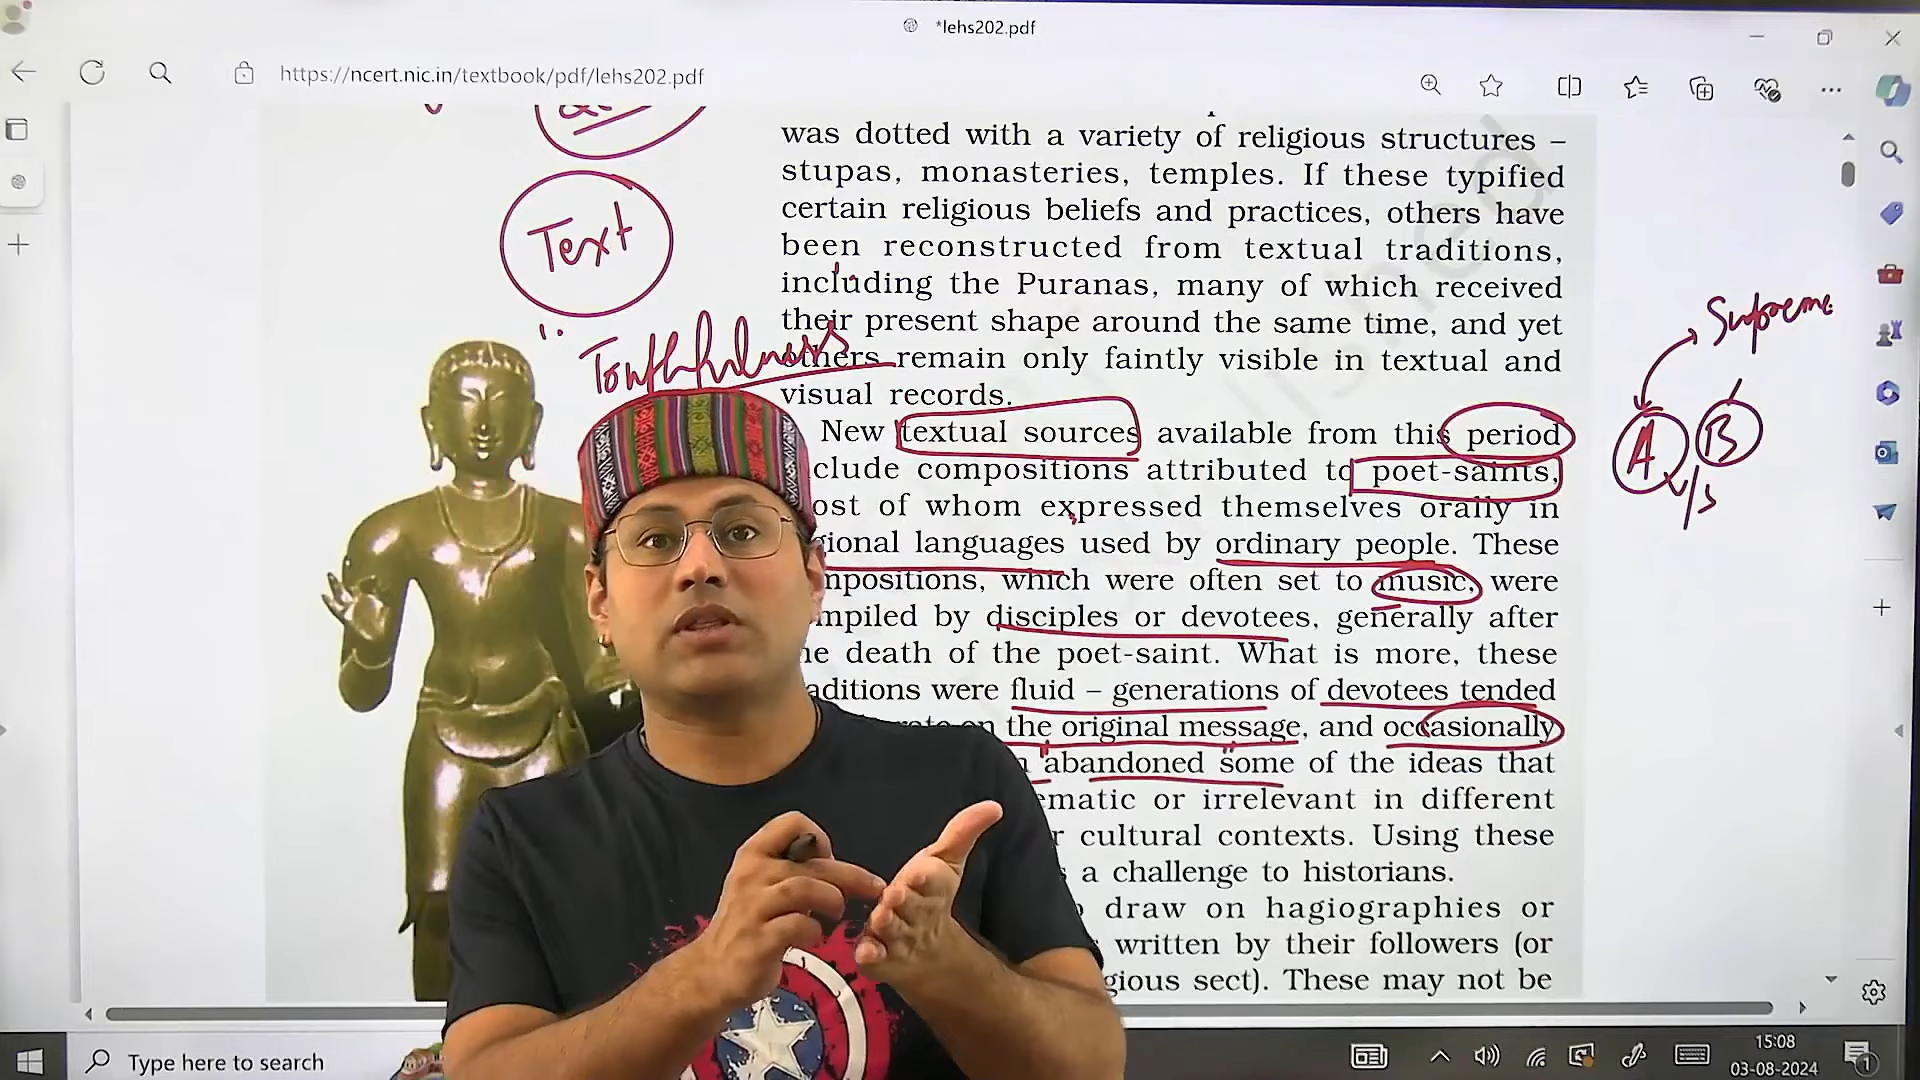 *lehs202.pdf
https://ncert.nic.in/textbook/pdf/lehs202.pdf
was dotted with a variety of religious structures –
stupas, monasteries, temples. If these typified
certain religious beliefs and practices, others have
been reconstructed from textual traditions,
including the Puranas, many of which received
their present shape around the same time, and yet
others remain only faintly visible in textual and
visual records.
New textual sources available from this period
clude compositions attributed to poet-saints,
ost of whom expressed themselves orally in
gional languages used by ordinary people. These
mpositions, which were often set to music, were
mpiled by disciples or devotees, generally after
he death of the poet-saint. What is more, these
aditions were fluid – generations of devotees tended
on the original message, and occasionally
abandoned some of the ideas that
ematic or irrelevant in different
r cultural contexts. Using these
s a challenge to historians.
o draw on hagiographies or
s written by their followers (or
gious sect). These may not be
Text
Supreme
A
B
v/s
Type here to search
15:08
03-08-2024
1